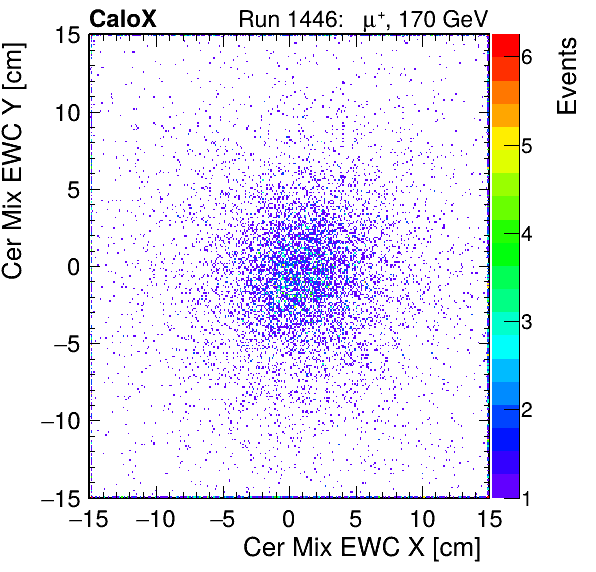 CaloX Run 1446: μ⁺, 170 GeV
Cer Mix EWC Y [cm]
Events
15
10
5
0
−5
−10
−15
6
5
4
3
2
1
−15 −10 −5 0 5 10 15
Cer Mix EWC X [cm]